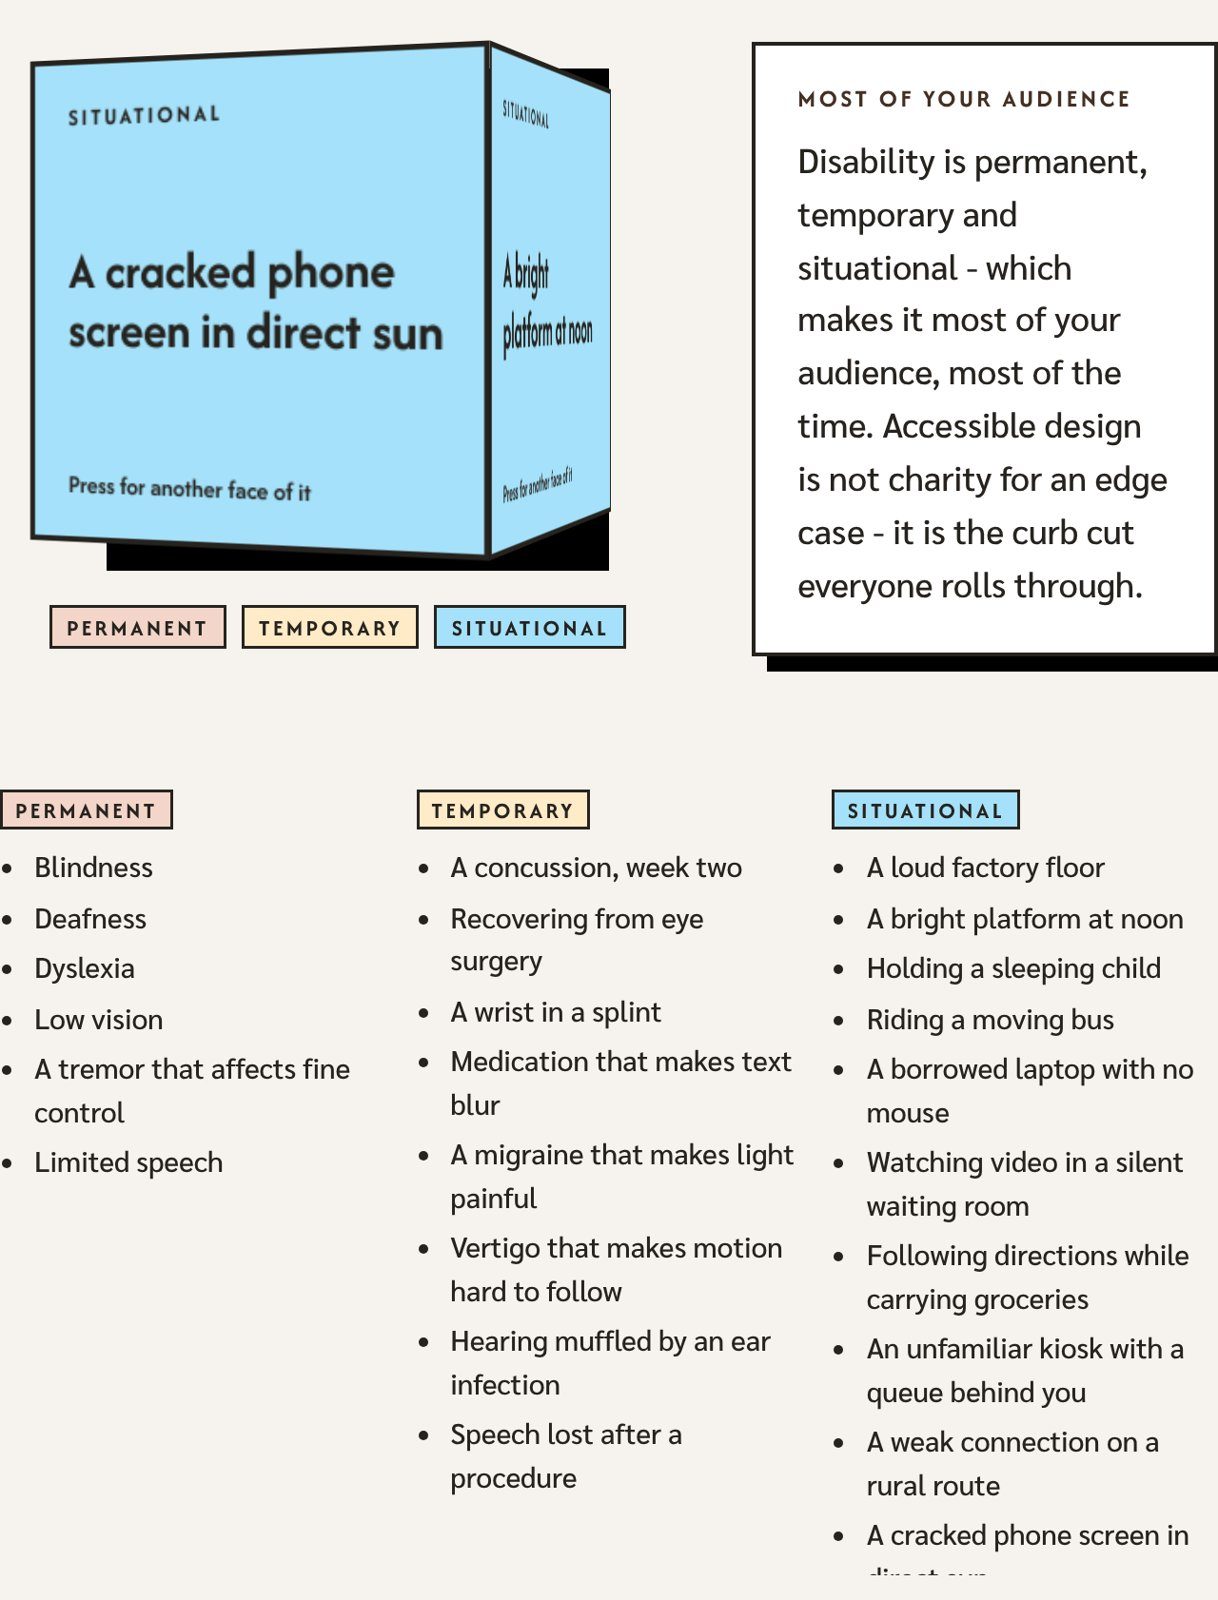 SITUATIONAL
A cracked phone
screen in direct sun
Press for another face of it
SITUATIONAL
A bright
platform at noon
Press for another face of it
PERMANENT
TEMPORARY
SITUATIONAL
MOST OF YOUR AUDIENCE
Disability is permanent,
temporary and
situational - which
makes it most of your
audience, most of the
time. Accessible design
is not charity for an edge
case - it is the curb cut
everyone rolls through.
PERMANENT
• Blindness
• Deafness
• Dyslexia
• Low vision
• A tremor that affects fine
control
• Limited speech
TEMPORARY
• A concussion, week two
• Recovering from eye
surgery
• A wrist in a splint
• Medication that makes text
blur
• A migraine that makes light
painful
• Vertigo that makes motion
hard to follow
• Hearing muffled by an ear
infection
• Speech lost after a
procedure
SITUATIONAL
• A loud factory floor
• A bright platform at noon
• Holding a sleeping child
• Riding a moving bus
• A borrowed laptop with no
mouse
• Watching video in a silent
waiting room
• Following directions while
carrying groceries
• An unfamiliar kiosk with a
queue behind you
• A weak connection on a
rural route
• A cracked phone screen in